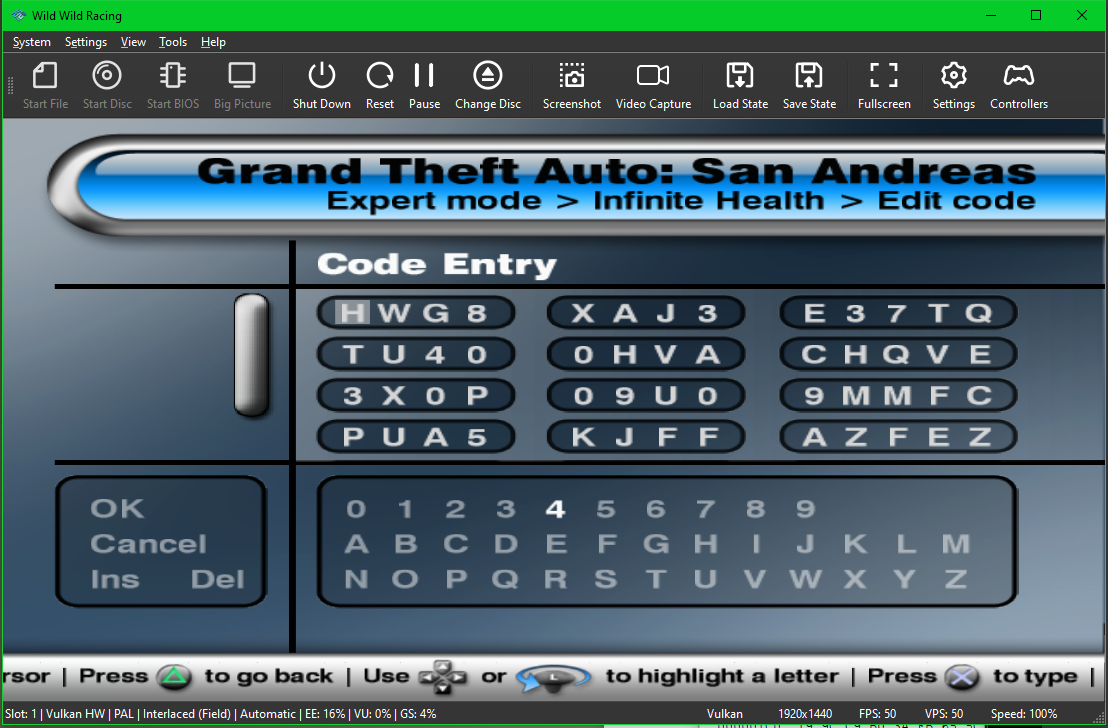 Wild Wild Racing
System Settings View Tools Help
Start File Start Disc Start BIOS Big Picture Shut Down Reset Pause Change Disc Screenshot Video Capture Load State Save State Fullscreen Settings Controllers
Grand Theft Auto: San Andreas
Expert mode > Infinite Health > Edit code
Code Entry
HWG8 XAJ3 E37TQ
TU40 0HVA CHQVE
3X0P 09U0 9MMFC
PUA5 KJFF AZFEZ
OK 0 1 2 3 4 5 6 7 8 9
Cancel A B C D E F G H I J K L M
Ins Del N O P Q R S T U V W X Y Z
rsor | Press to go back | Use or L to highlight a letter | Press to type |
Slot: 1 | Vulkan HW | PAL | Interlaced (Field) | Automatic | EE: 16% | VU: 0% | GS: 4% Vulkan 1920x1440 FPS: 50 VPS: 50 Speed: 100%